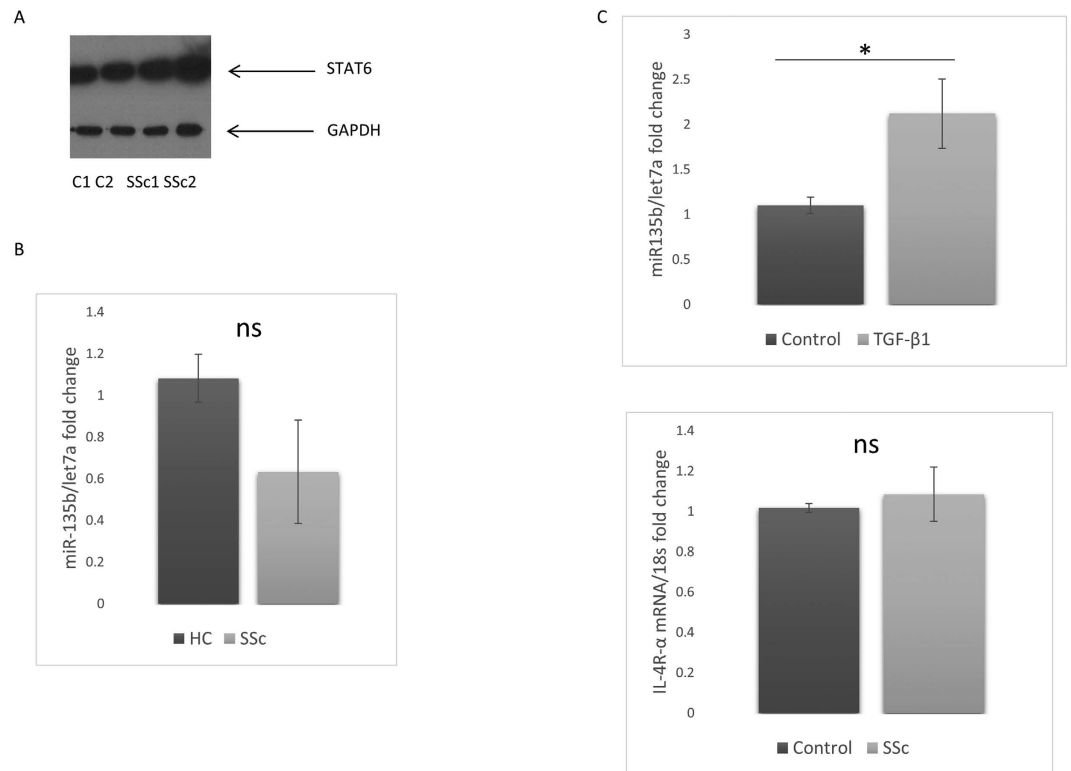 A
STAT6
GAPDH
C1 C2 SSc1 SSc2
B
miR-135b/let7a fold change
1.4
1.2
1
0.8
0.6
0.4
0.2
0
ns
HC SSc
C
miR135b/let7a fold change
3
2.5
2
1.5
1
0.5
0
*
Control TGF-β1
IL-4R-α mRNA/18s fold change
1.4
1.2
1
0.8
0.6
0.4
0.2
0
ns
Control SSc